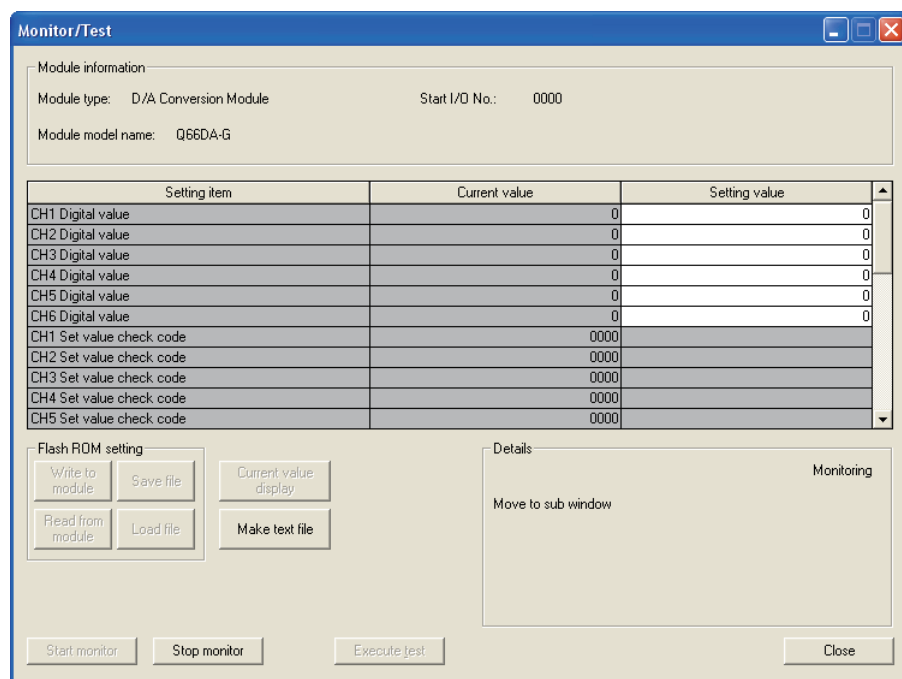 Monitor/Test
Module information
Module type: D/A Conversion Module Start I/O No.: 0000
Module model name: Q66DA-G
Setting item Current value Setting value
CH1 Digital value 0 0
CH2 Digital value 0 0
CH3 Digital value 0 0
CH4 Digital value 0 0
CH5 Digital value 0 0
CH6 Digital value 0 0
CH1 Set value check code 0000
CH2 Set value check code 0000
CH3 Set value check code 0000
CH4 Set value check code 0000
CH5 Set value check code 0000
Flash ROM setting
Write to
module
Save file
Current value
display
Read from
module
Load file
Make text file
Details
Monitoring
Move to sub window
Start monitor Stop monitor Execute test Close